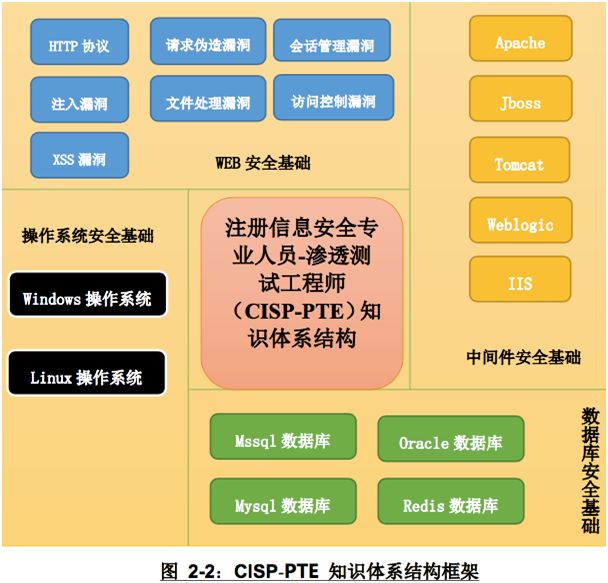 HTTP 协议
请求伪造漏洞
会话管理漏洞
注入漏洞
文件处理漏洞
访问控制漏洞
XSS 漏洞
WEB 安全基础
Apache
Jboss
Tomcat
Weblogic
IIS
中间件安全基础
操作系统安全基础
Windows 操作系统
Linux 操作系统
注册信息安全专
业人员-渗透测
试工程师
（CISP-PTE）知
识体系结构
Mssql 数据库
Oracle 数据库
Mysql 数据库
Redis 数据库
数据库安全基础
图 2-2：CISP-PTE 知识体系结构框架